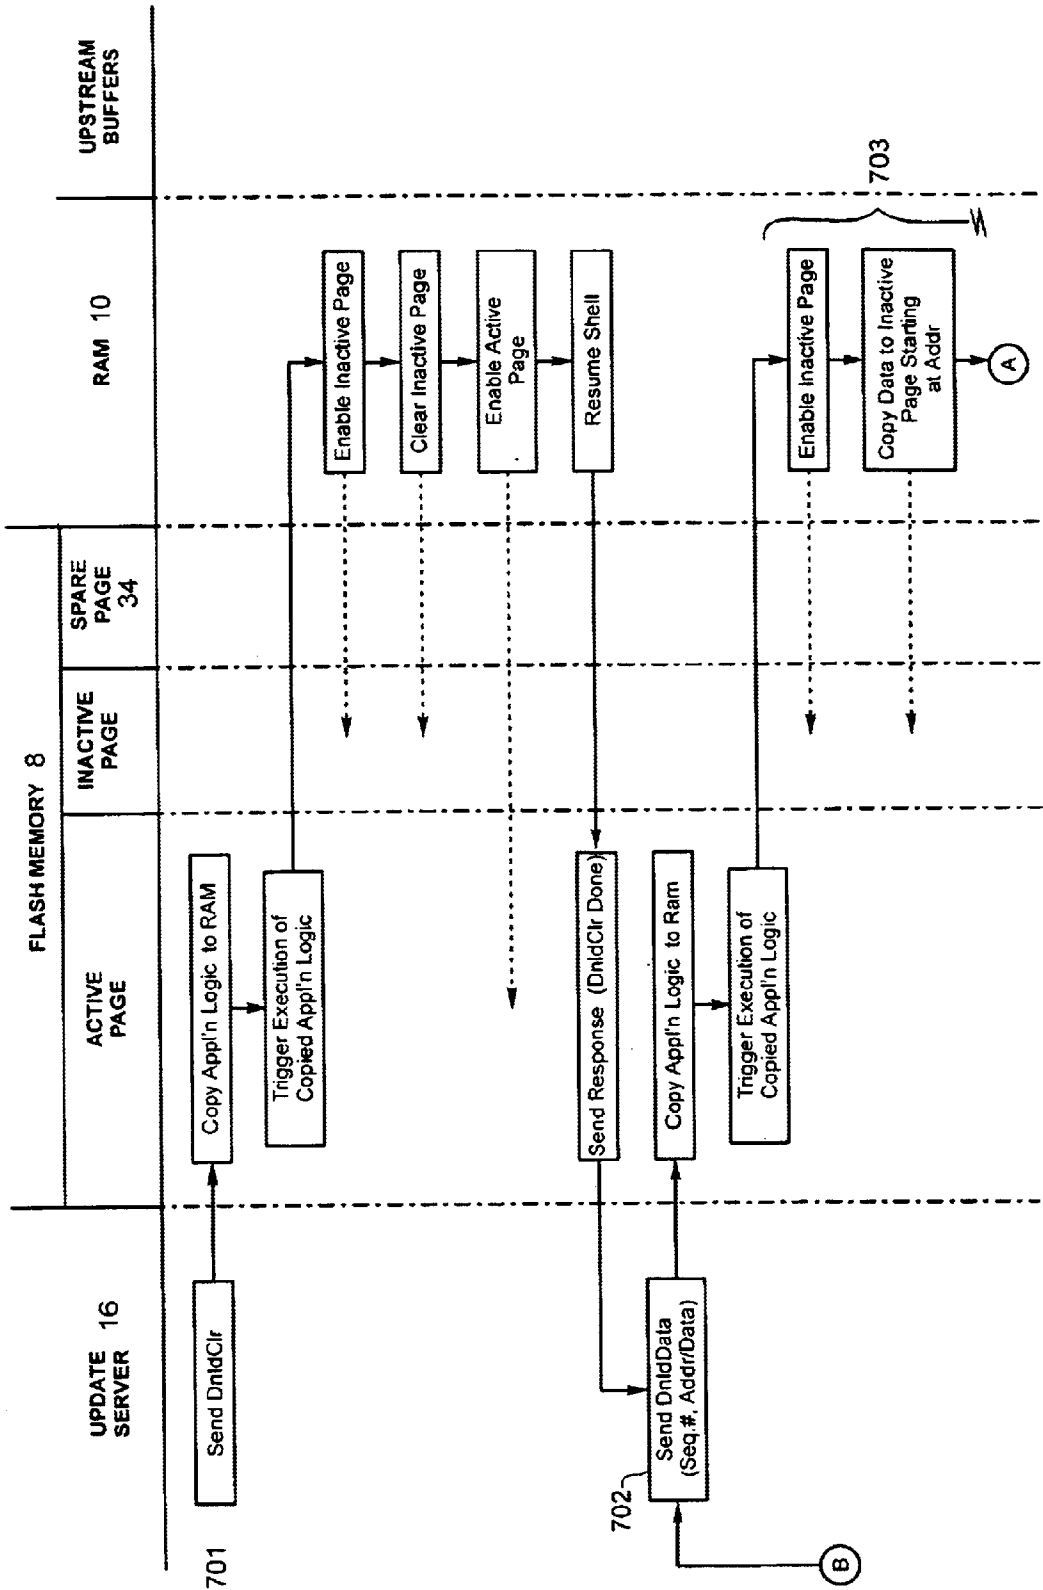 FLASH MEMORY 8
UPDATE
SERVER 16
ACTIVE
PAGE
INACTIVE
PAGE
SPARE
PAGE
34
RAM 10
UPSTREAM
BUFFERS
701
Send DnldClr
Copy Appl'n Logic to RAM
Trigger Execution of
Copied Appl'n Logic
Enable Inactive Page
Clear Inactive Page
Enable Active
Page
Resume Shell
Send Response (DnldClr Done)
702
Send DnldData
(Seq.#, Addr/Data)
Copy Appl'n Logic to Ram
Trigger Execution of
Copied Appl'n Logic
Enable Inactive Page
703
Copy Data to Inactive
Page Starting
at Addr
A
B